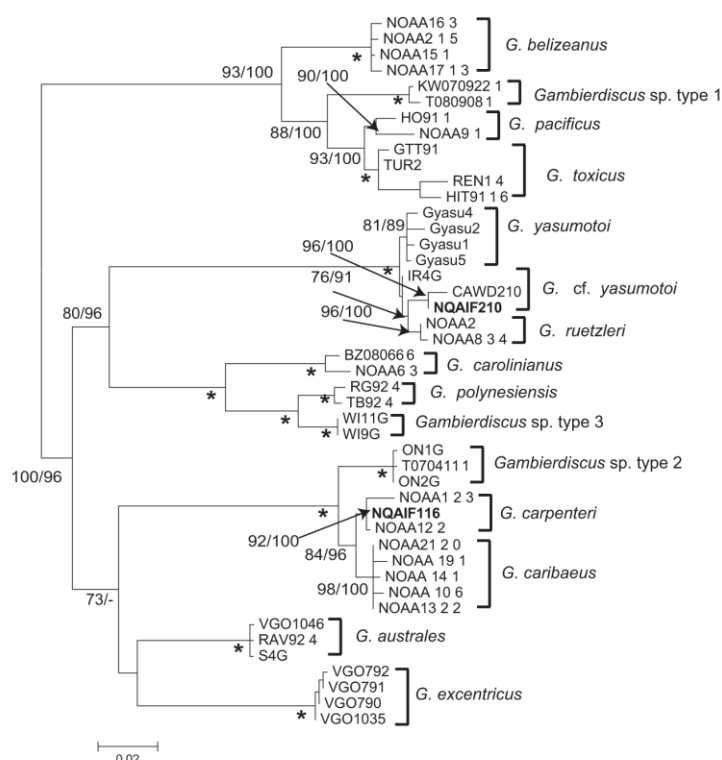 NOAA16 3
NOAA2 1 5
NOAA15 1
NOAA17 1 3
G. belizeanus
*
93/100
KW070922 1
T080908 1
Gambierdiscus sp. type 1
*
90/100
88/100
HO91 1
NOAA9 1
G. pacificus
93/100
*
GTT91
TUR2
REN1 4
HIT91 1 6
G. toxicus
Gyasu4
Gyasu2
Gyasu1
Gyasu5
G. yasumotoi
81/89
96/100
*
IR4G
76/91
CAWD210
NQAIF210
G. cf. yasumotoi
96/100
NOAA2
NOAA8 3 4
G. ruetzleri
80/96
BZ08066 6
NOAA6 3
G. carolinianus
*
*
RG92 4
TB92 4
G. polynesiensis
*
*
WI11G
WI9G
Gambierdiscus sp. type 3
*
100/96
ON1G
T070411 1
ON2G
Gambierdiscus sp. type 2
*
*
NOAA1 2 3
NQAIF116
NOAA12 2
G. carpenteri
92/100
84/96
NOAA21 2 0
NOAA 19 1
NOAA 14 1
NOAA 10 6
NOAA13 2 2
G. caribaeus
98/100
73/-
VGO1046
RAV92 4
S4G
G. australes
*
VGO792
VGO791
VGO790
VGO1035
G. excentricus
*
0.02